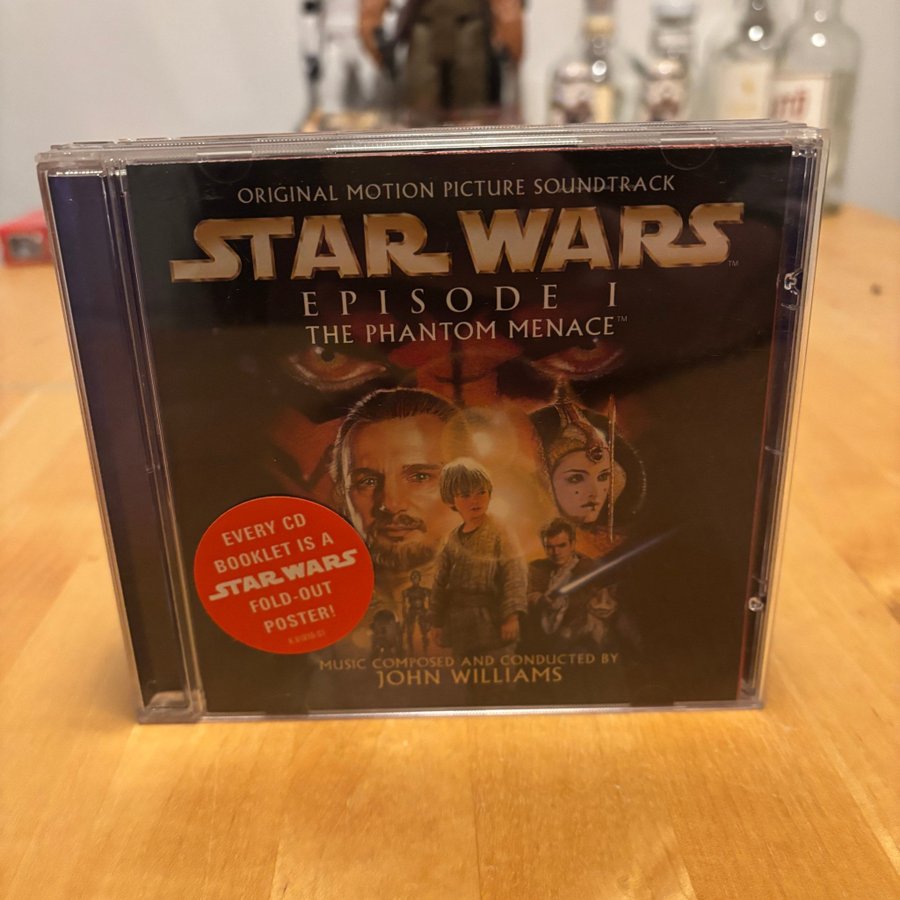 ORIGINAL MOTION PICTURE SOUNDTRACK
STAR WARS™
EPISODE I
THE PHANTOM MENACE™
EVERY CD
BOOKLET IS A
STAR WARS
FOLD-OUT
POSTER!
MUSIC COMPOSED AND CONDUCTED BY
JOHN WILLIAMS